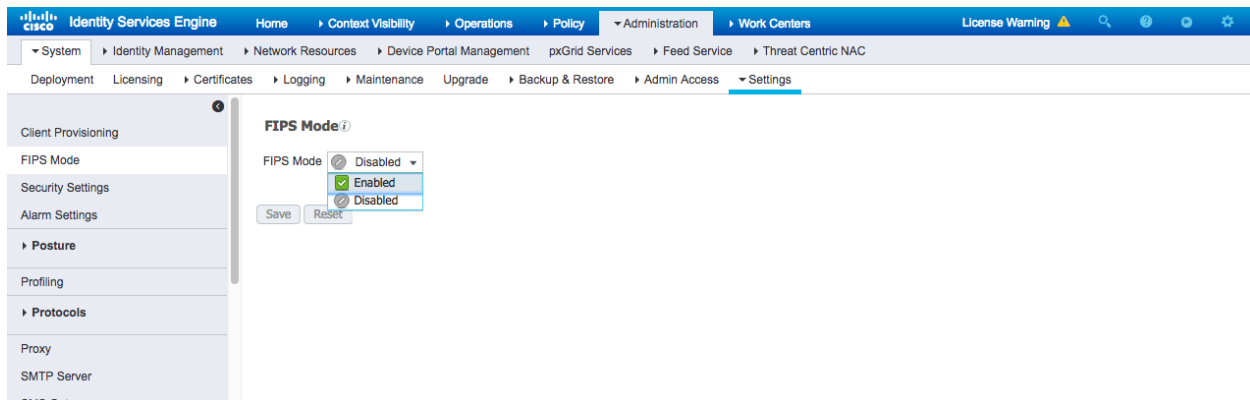 CISCO Identity Services Engine Home Context Visibility Operations Policy Administration Work Centers License Warning
System Identity Management Network Resources Device Portal Management pxGrid Services Feed Service Threat Centric NAC
Deployment Licensing Certificates Logging Maintenance Upgrade Backup & Restore Admin Access Settings
Client Provisioning
FIPS Mode
Security Settings
Alarm Settings
Posture
Profiling
Protocols
Proxy
SMTP Server
FIPS Mode
FIPS Mode Disabled
Enabled
Disabled
Save Reset